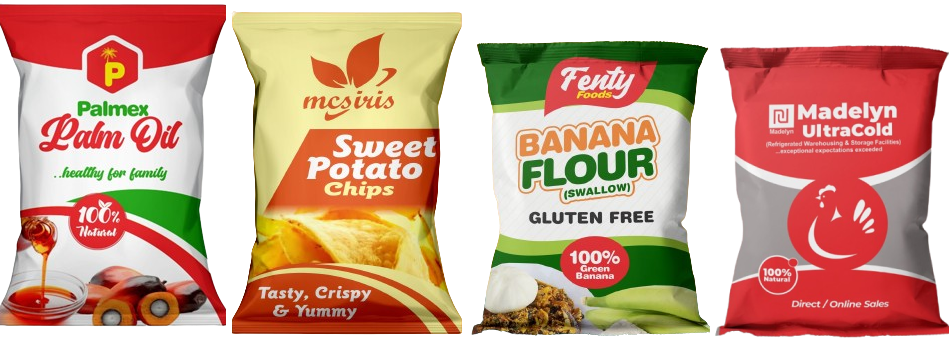 P
Palmex
Palm Oil
..healthy for family
100%
Natural
mcsiris
Sweet
Potato
Chips
Tasty, Crispy
& Yummy
Fenty
Foods
BANANA
FLOUR
(SWALLOW)
GLUTEN FREE
100%
Green
Banana
Madelyn
Madelyn
UltraCold
(Refrigerated Warehousing & Storage Facilities)
...exceptional expectations exceeded
100%
Natural
Direct / Online Sales